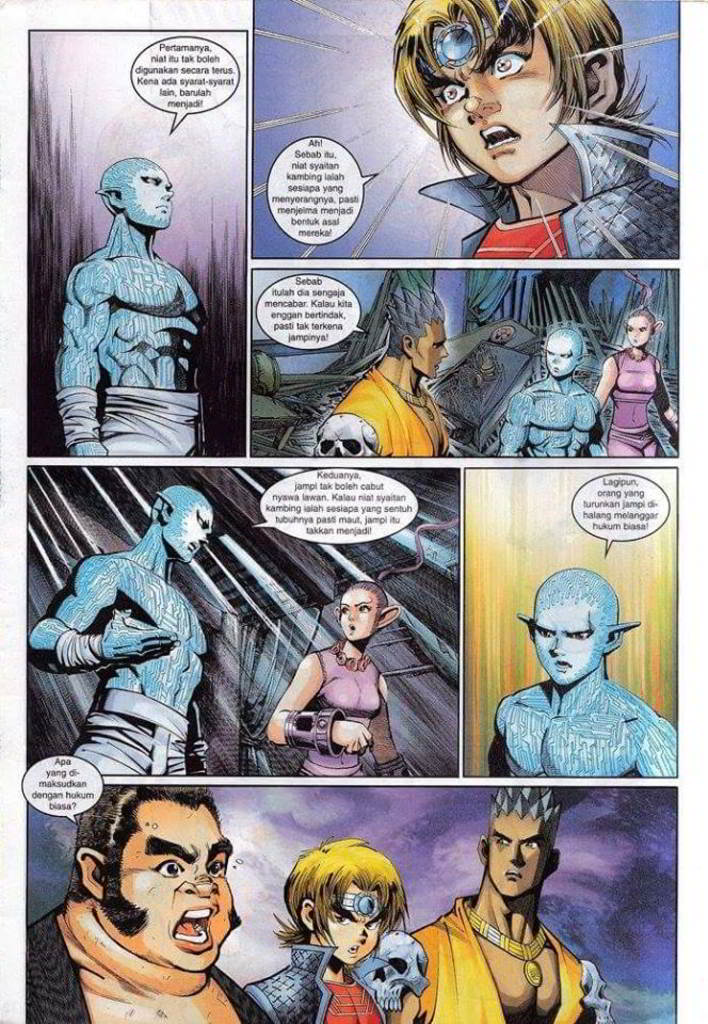 Pertamanya,
niat itu tak boleh
digunakan secara terus.
Kena ada syarat-syarat
lain, barulah
menjadi!
Ah!
Sebab itu,
niat syaitan
kambing ialah
sesiapa yang
menyerangnya, pasti
menjelma menjadi
bentuk asal
mereka!
Sebab
itulah dia sengaja
mencabar. Kalau kita
enggan bertindak,
pasti tak terkena
jampinya!
Keduanya,
jampi tak boleh cabut
nyawa lawan. Kalau niat syaitan
kambing ialah sesiapa yang sentuh
tubuhnya pasti maut, jampi itu
takkan menjadi!
Lagipun,
orang yang
turunkan jampi di-
halang melanggar
hukum biasa!
Apa
yang di-
maksudkan
dengan hukum
biasa?